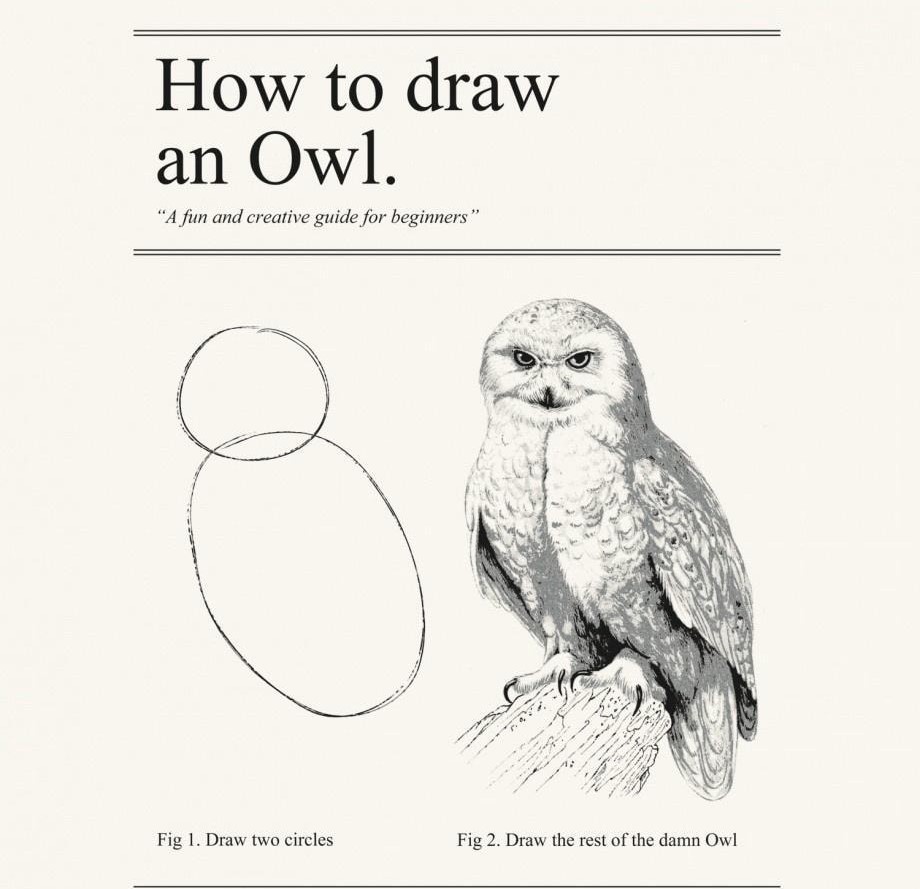 How to draw
an Owl.
“A fun and creative guide for beginners”
Fig 1. Draw two circles
Fig 2. Draw the rest of the damn Owl